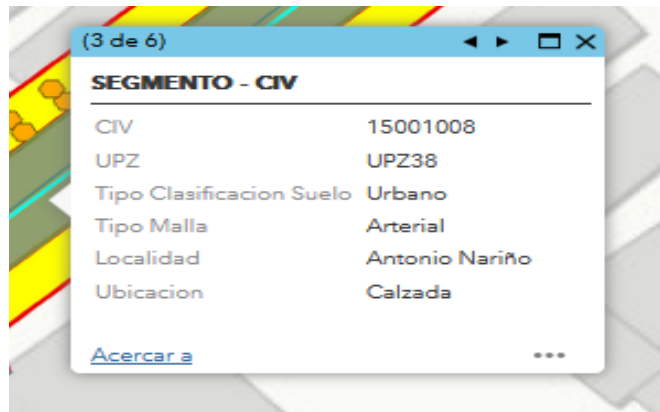 (3 de 6)
SEGMENTO - CIV
CIV 15001008
UPZ UPZ38
Tipo Clasificacion Suelo Urbano
Tipo Malla Arterial
Localidad Antonio Nariño
Ubicacion Calzada
Acercar a